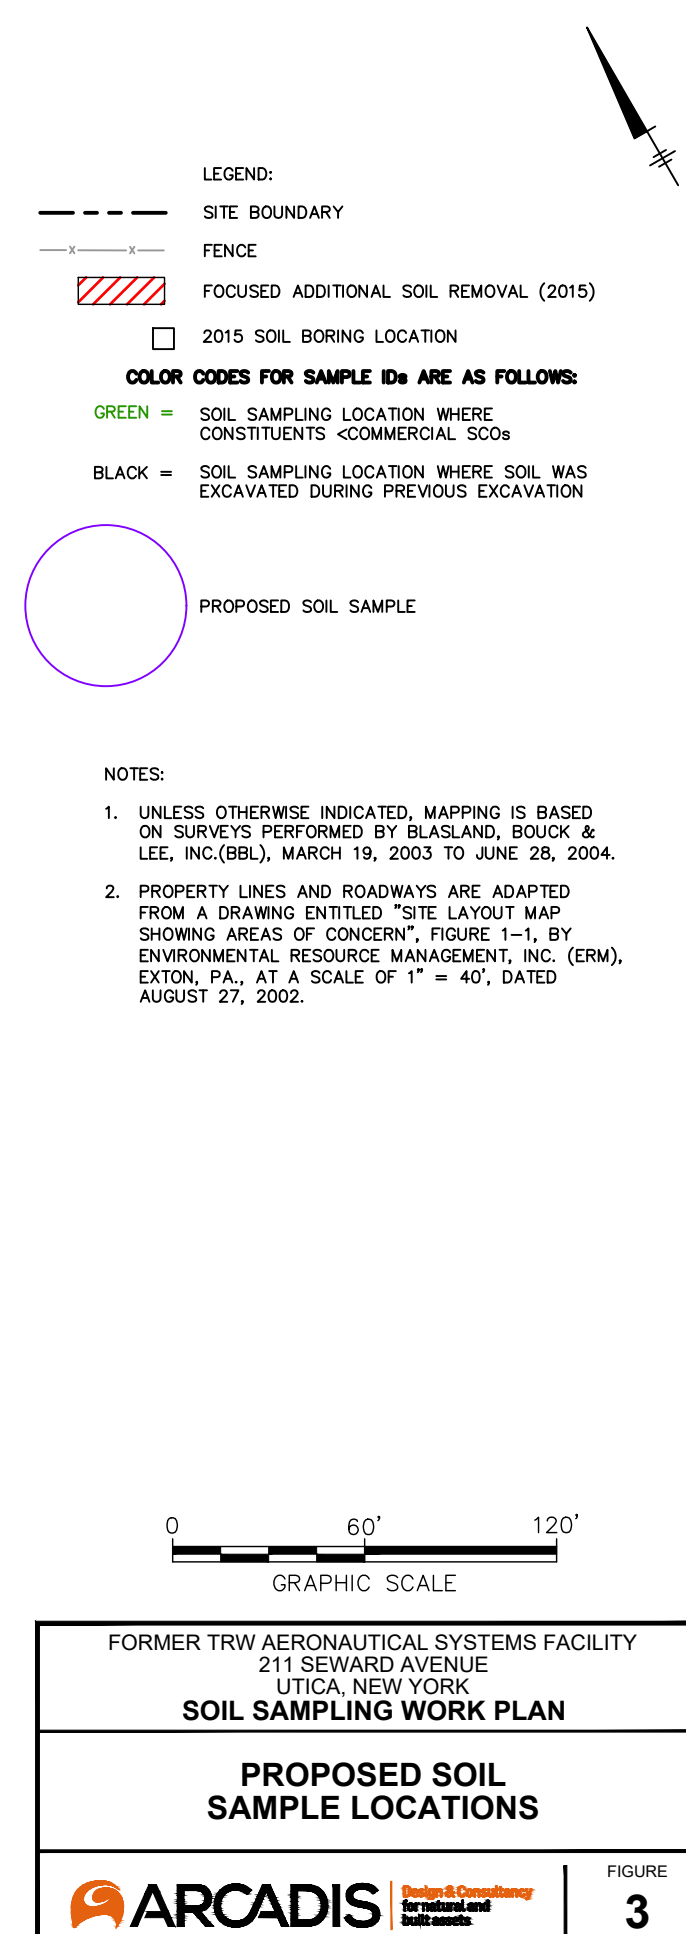 LEGEND:
SITE BOUNDARY
x x
FENCE
FOCUSED ADDITIONAL SOIL REMOVAL (2015)
2015 SOIL BORING LOCATION
COLOR CODES FOR SAMPLE IDs ARE AS FOLLOWS:
GREEN = SOIL SAMPLING LOCATION WHERE
CONSTITUENTS <COMMERCIAL SCOs
BLACK = SOIL SAMPLING LOCATION WHERE SOIL WAS
EXCAVATED DURING PREVIOUS EXCAVATION
PROPOSED SOIL SAMPLE
NOTES:
1. UNLESS OTHERWISE INDICATED, MAPPING IS BASED
ON SURVEYS PERFORMED BY BLASLAND, BOUCK &
LEE, INC.(BBL), MARCH 19, 2003 TO JUNE 28, 2004.
2. PROPERTY LINES AND ROADWAYS ARE ADAPTED
FROM A DRAWING ENTITLED "SITE LAYOUT MAP
SHOWING AREAS OF CONCERN", FIGURE 1-1, BY
ENVIRONMENTAL RESOURCE MANAGEMENT, INC. (ERM),
EXTON, PA., AT A SCALE OF 1" = 40', DATED
AUGUST 27, 2002.
0 60' 120'
GRAPHIC SCALE
FORMER TRW AERONAUTICAL SYSTEMS FACILITY
211 SEWARD AVENUE
UTICA, NEW YORK
SOIL SAMPLING WORK PLAN
PROPOSED SOIL
SAMPLE LOCATIONS
ARCADIS
Design & Consultancy
for natural and
built assets
FIGURE
3